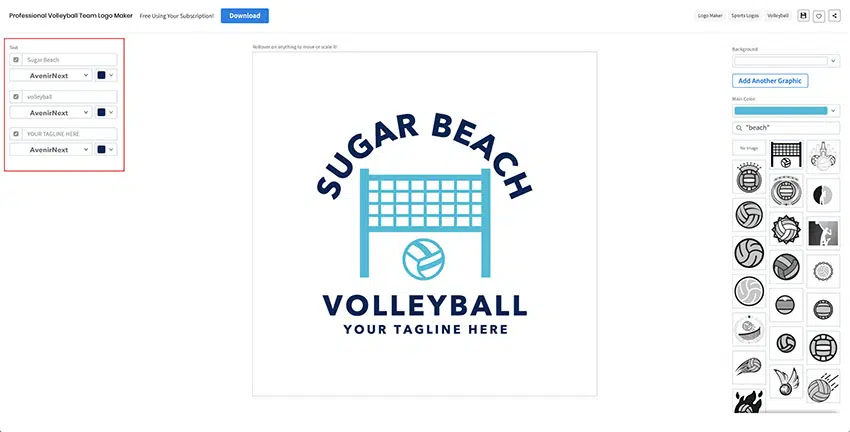 Professional Volleyball Team Logo Maker
Free Using Your Subscription!
Download
Logo Maker
Sports Logos
Volleyball
Text
Sugar Beach
AvenirNext
volleyball
AvenirNext
YOUR TAGLINE HERE
AvenirNext
Rollover on anything to move or scale it!
SUGAR BEACH
VOLLEYBALL
YOUR TAGLINE HERE
Background
Add Another Graphic
Main Color
"beach"
No Image